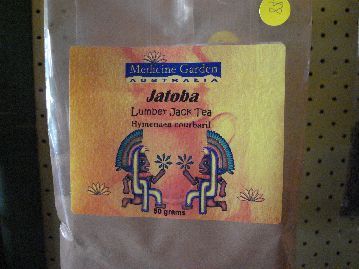 Medicine Garden
AUSTRALIA
Jatoba
Lumber Jack Tea
Hymenaea courbaril
50 grams